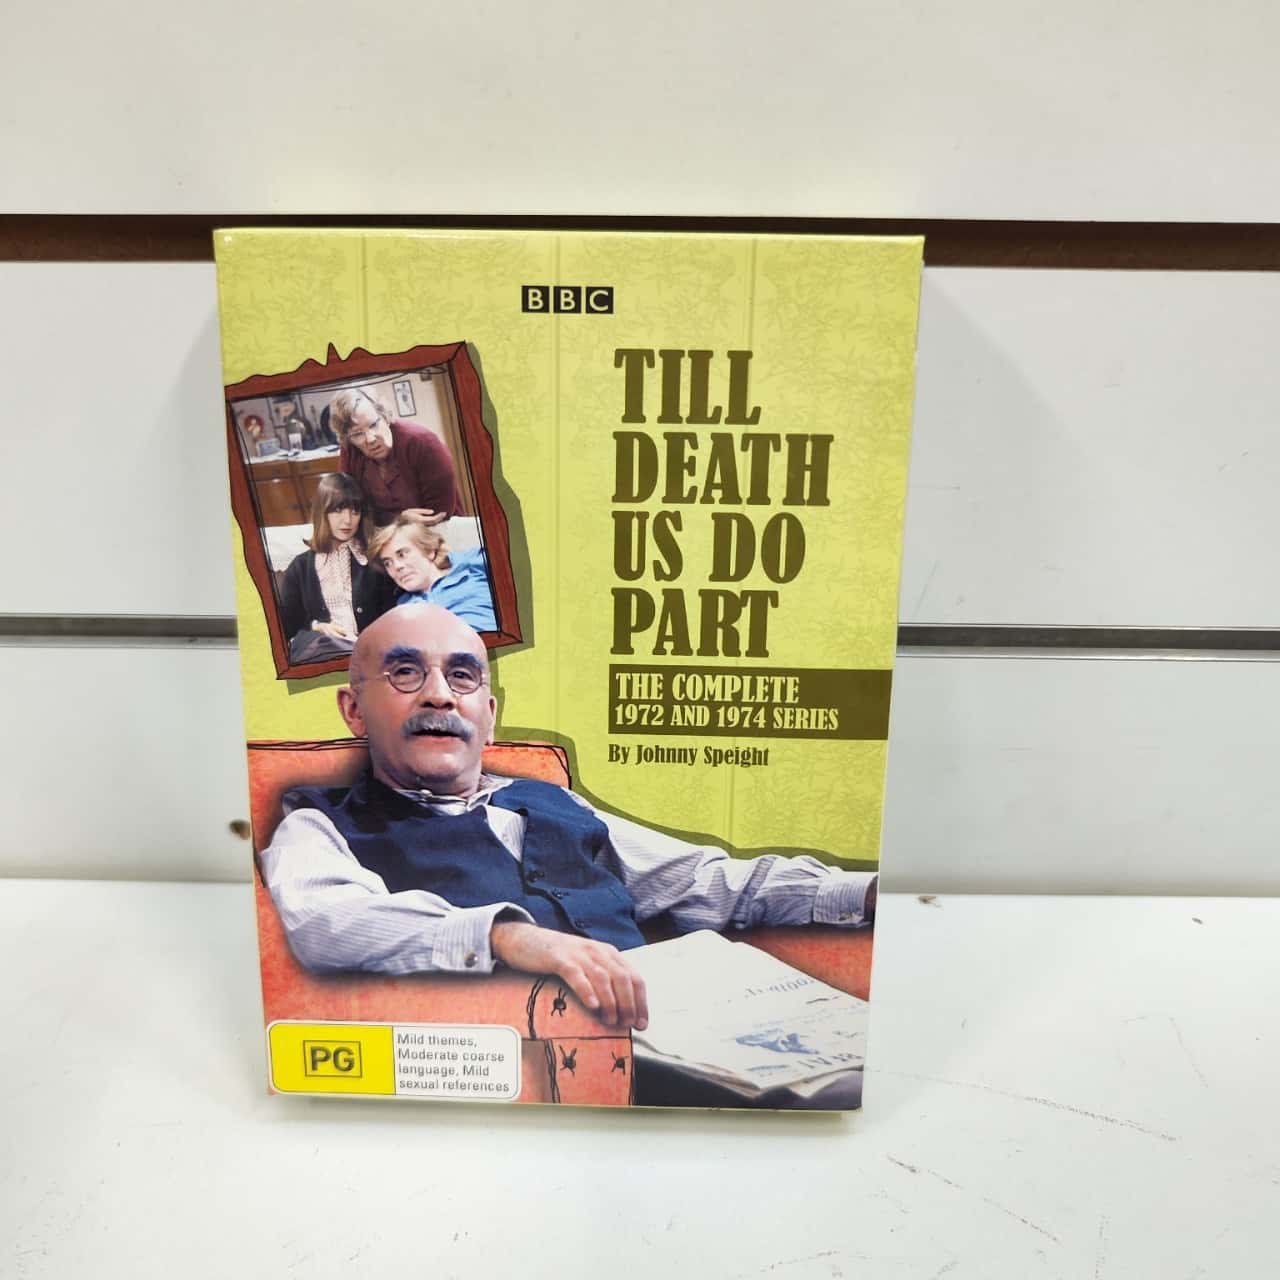 BBC
TILL
DEATH
US DO
PART
THE COMPLETE
1972 AND 1974 SERIES
By Johnny Speight
PG
Mild themes,
Moderate coarse
language, Mild
sexual references